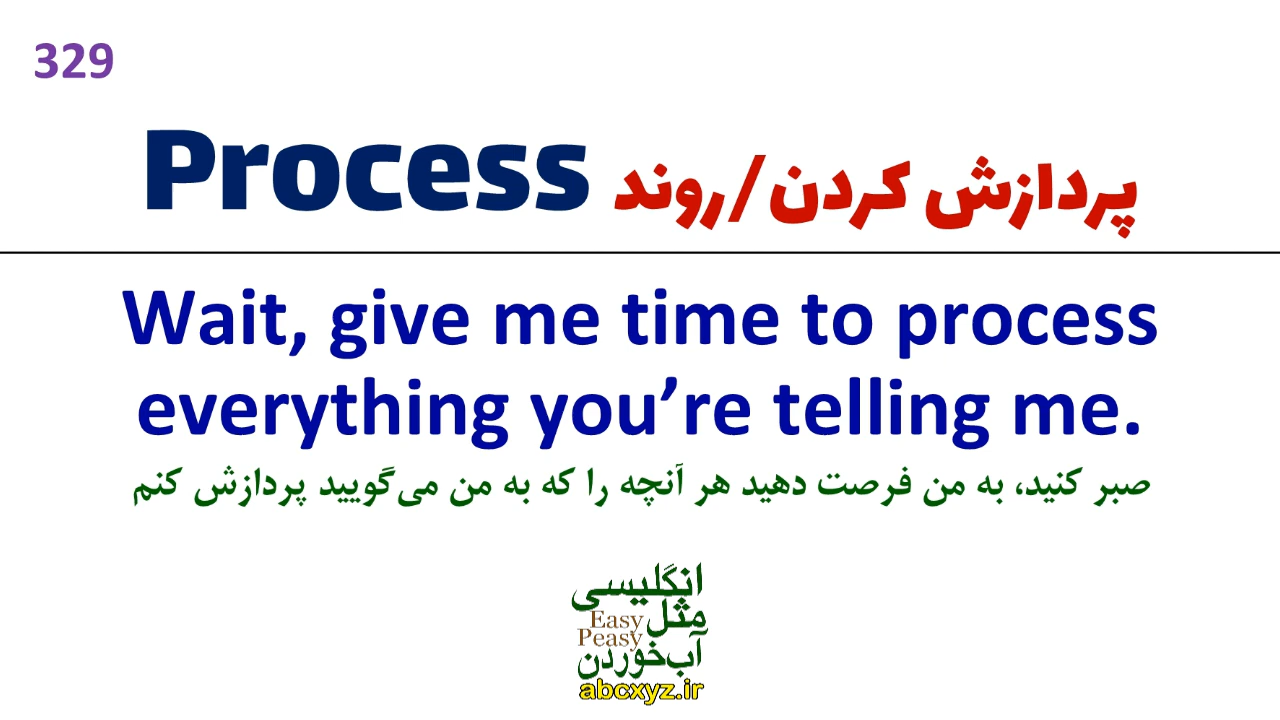 329
Process پردازش کردن/روند
Wait, give me time to process
everything you’re telling me.
صبر کنید، به من فرصت دهید هر آنچه را که به من می‌گویید پردازش کنم
انگلیسی
مثل
Easy
Peasy
آب‌خوردن
abcxyz.ir